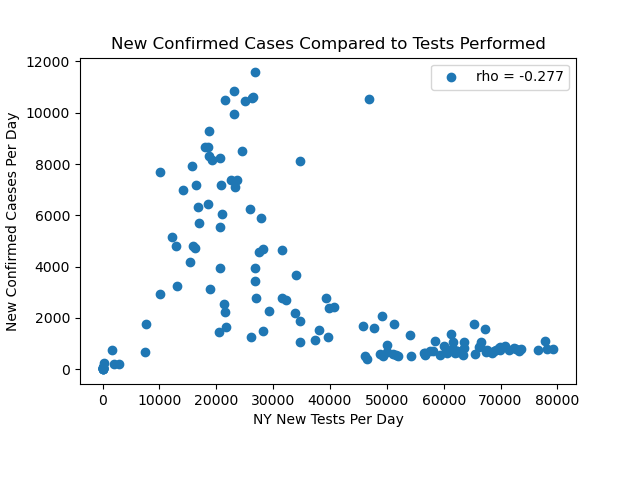 New Confirmed Cases Compared to Tests Performed
rho = -0.277
12000
10000
8000
6000
4000
2000
0
New Confirmed Caeses Per Day
0 10000 20000 30000 40000 50000 60000 70000 80000
NY New Tests Per Day